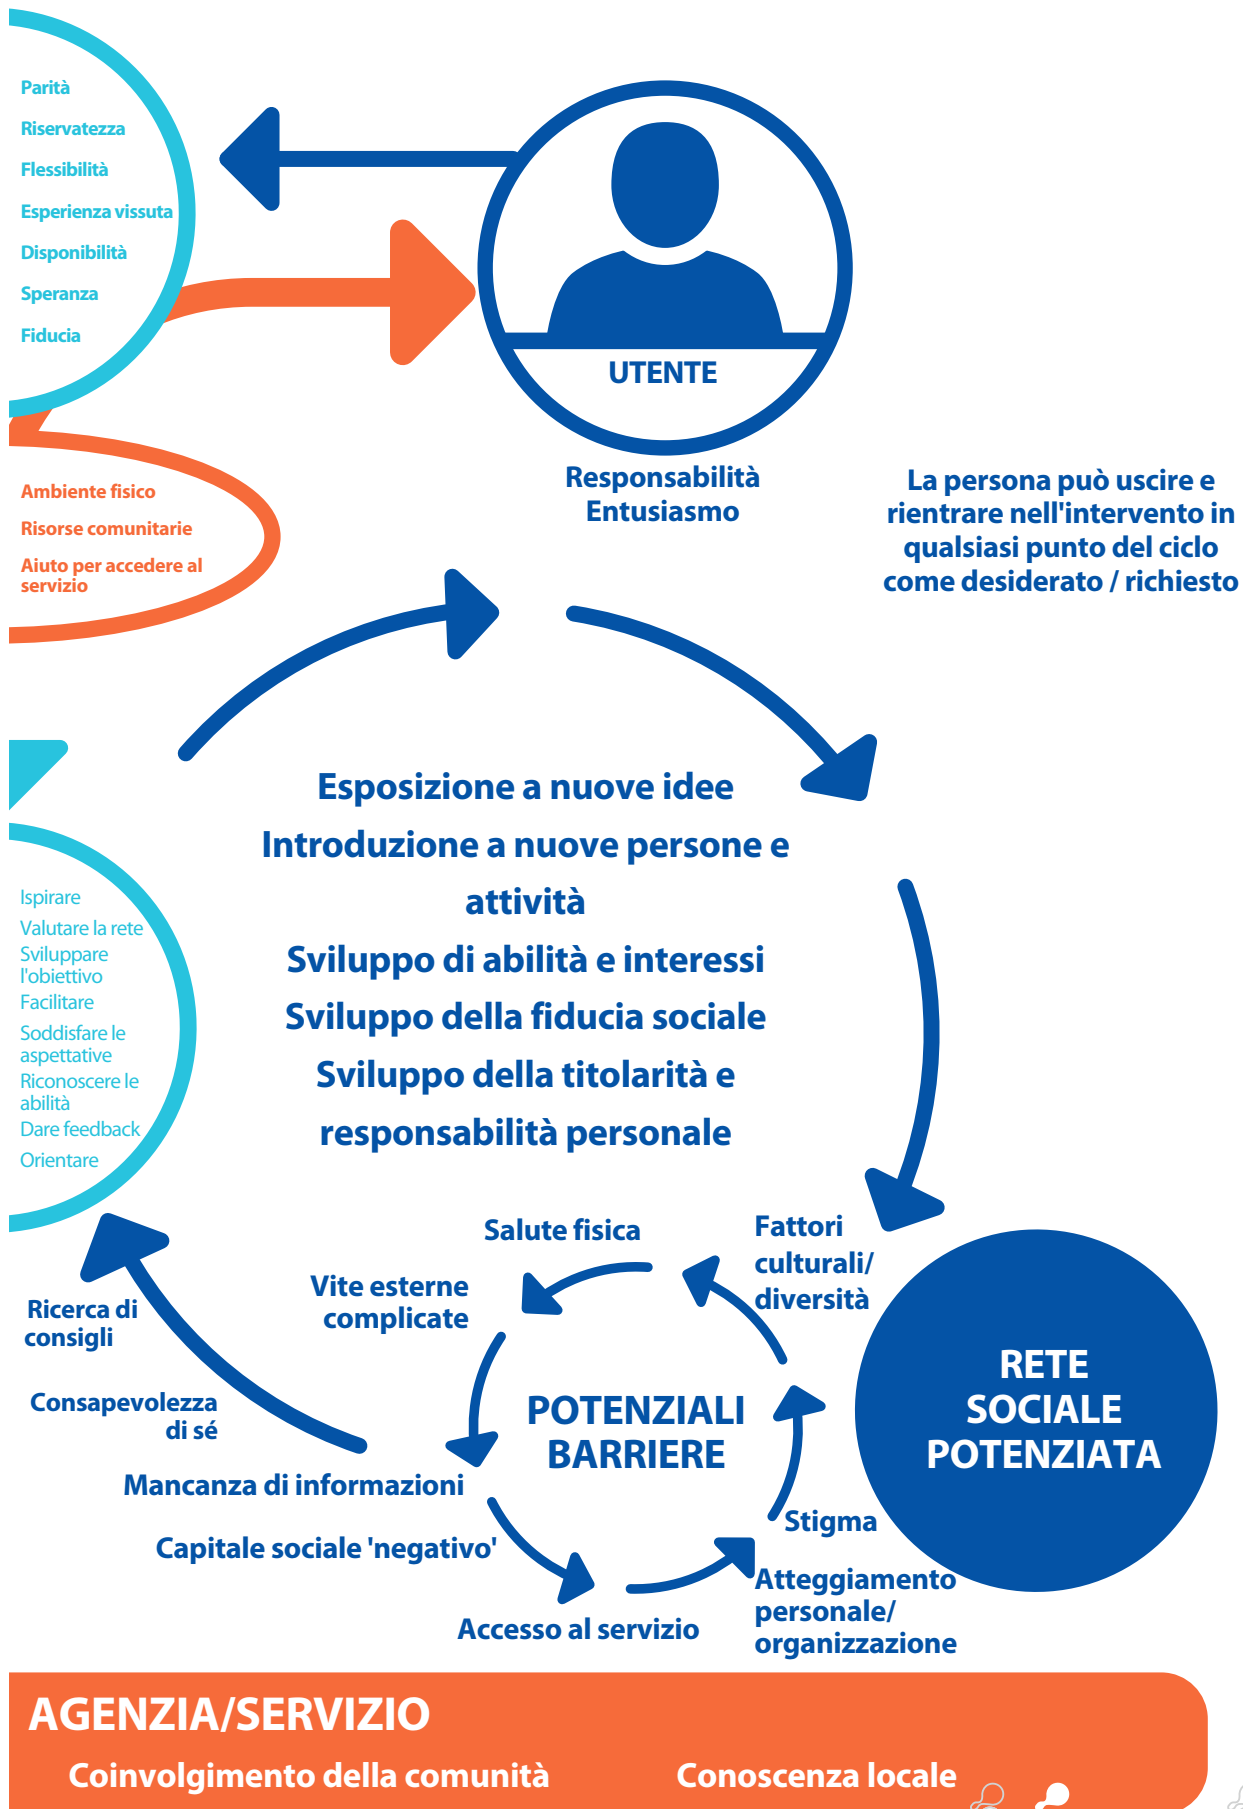 Parità
Riservatezza
Flessibilità
Esperienza vissuta
Disponibilità
Speranza
Fiducia
UTENTE
Responsabilità
Entusiasmo
La persona può uscire e
rientrare nell'intervento in
qualsiasi punto del ciclo
come desiderato / richiesto
Ambiente fisico
Risorse comunitarie
Aiuto per accedere al
servizio
Esposizione a nuove idee
Introduzione a nuove persone e
attività
Sviluppo di abilità e interessi
Sviluppo della fiducia sociale
Sviluppo della titolarità e
responsabilità personale
Ispirare
Valutare la rete
Sviluppare
l'obiettivo
Facilitare
Soddisfare le
aspettative
Riconoscere le
abilità
Dare feedback
Orientare
Ricerca di
consigli
Consapevolezza
di sé
Salute fisica
Fattori
culturali/
diversità
Vite esterne
complicate
POTENZIALI
BARRIERE
Mancanza di informazioni
Capitale sociale 'negativo'
Accesso al servizio
Stigma
Atteggiamento
personale/
organizzazione
RETE
SOCIALE
POTENZIATA
AGENZIA/SERVIZIO
Coinvolgimento della comunità
Conoscenza locale